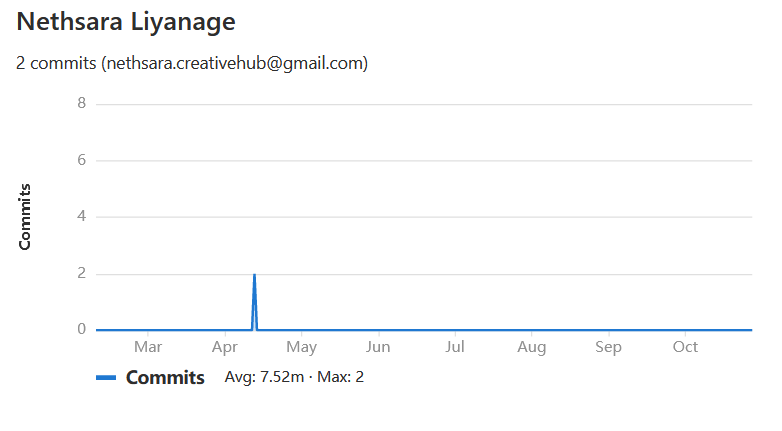 Nethsara Liyanage
2 commits (nethsara.creativehub@gmail.com)
8
6
4
2
0
Commits
Mar Apr May Jun Jul Aug Sep Oct
Commits Avg: 7.52m · Max: 2